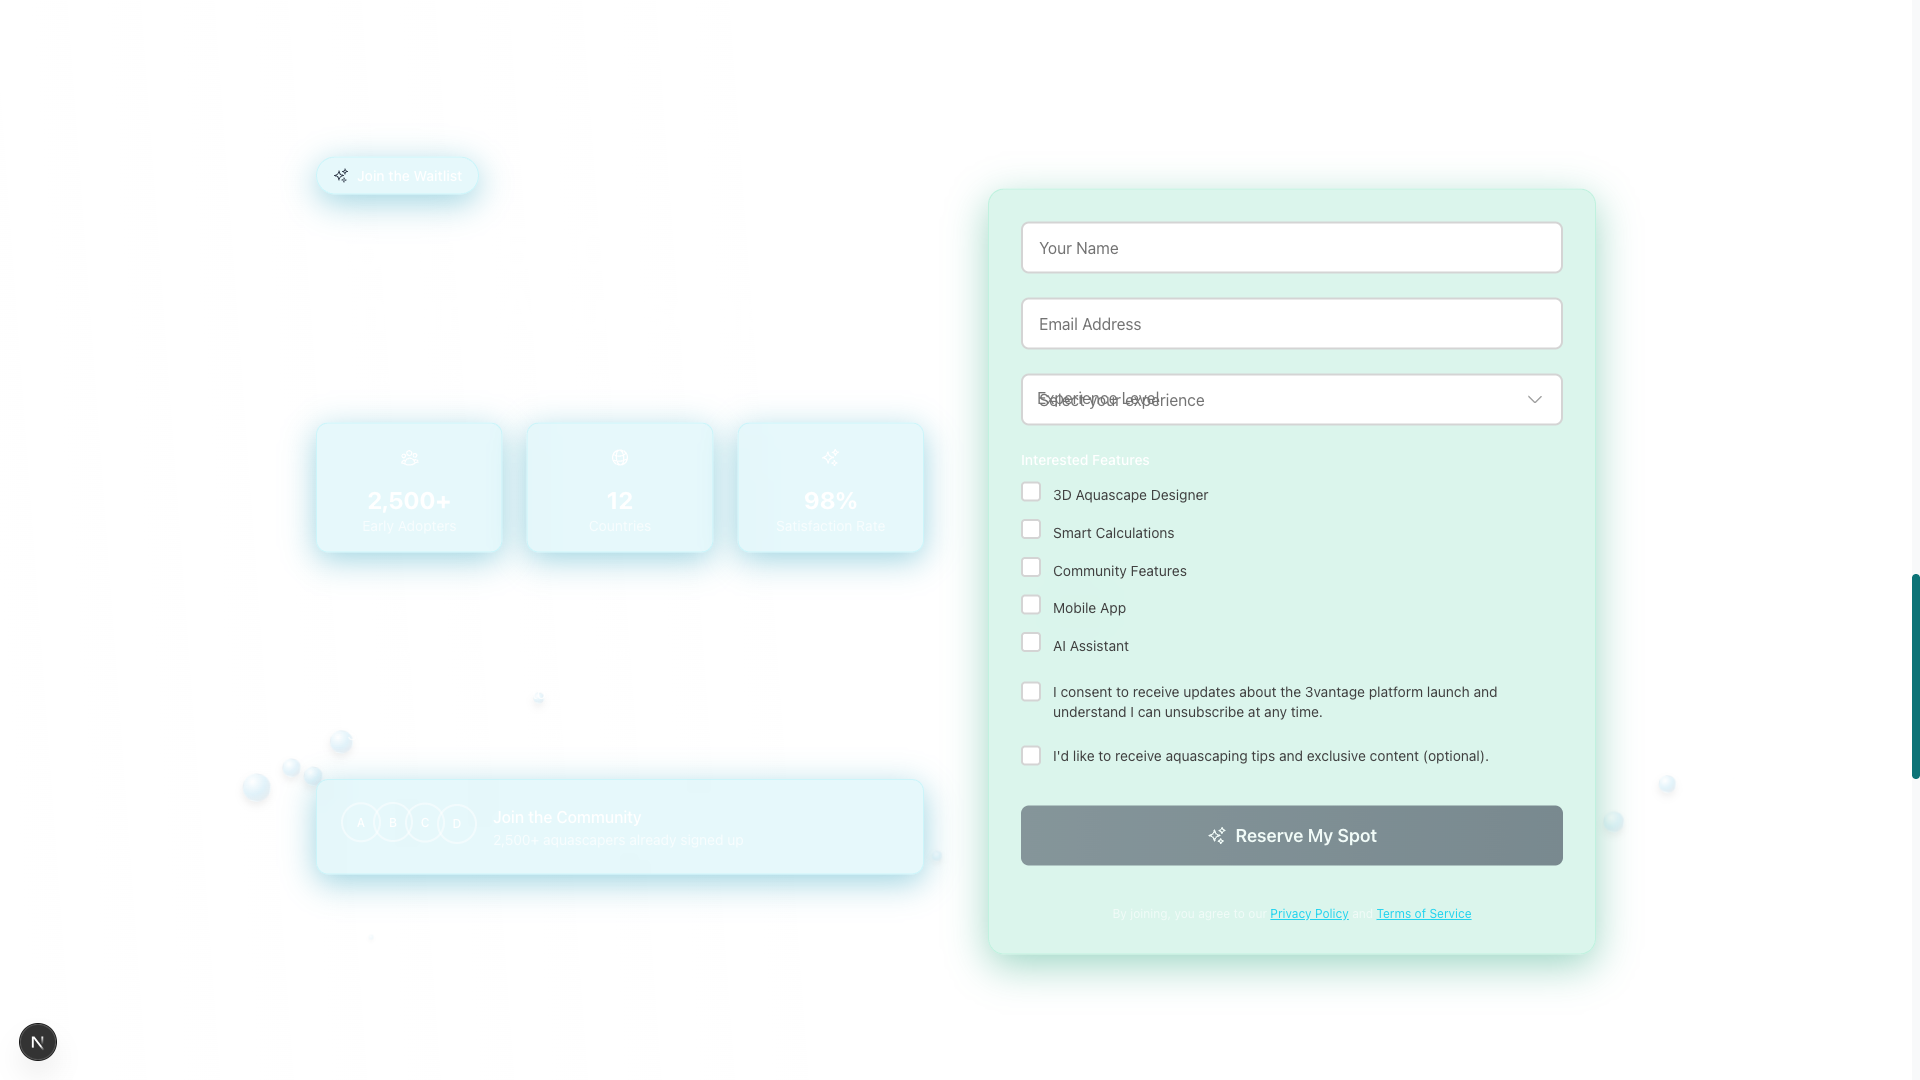 Join the Waitlist
2,500+
Early Adopters
12
Countries
98%
Satisfaction Rate
A B C D
Join the Community
2,500+ aquascapers already signed up
Your Name
Email Address
Experience Level
Select your experience
Interested Features
3D Aquascape Designer
Smart Calculations
Community Features
Mobile App
AI Assistant
I consent to receive updates about the 3vantage platform launch and
understand I can unsubscribe at any time.
I'd like to receive aquascaping tips and exclusive content (optional).
Reserve My Spot
By joining, you agree to our Privacy Policy and Terms of Service
N